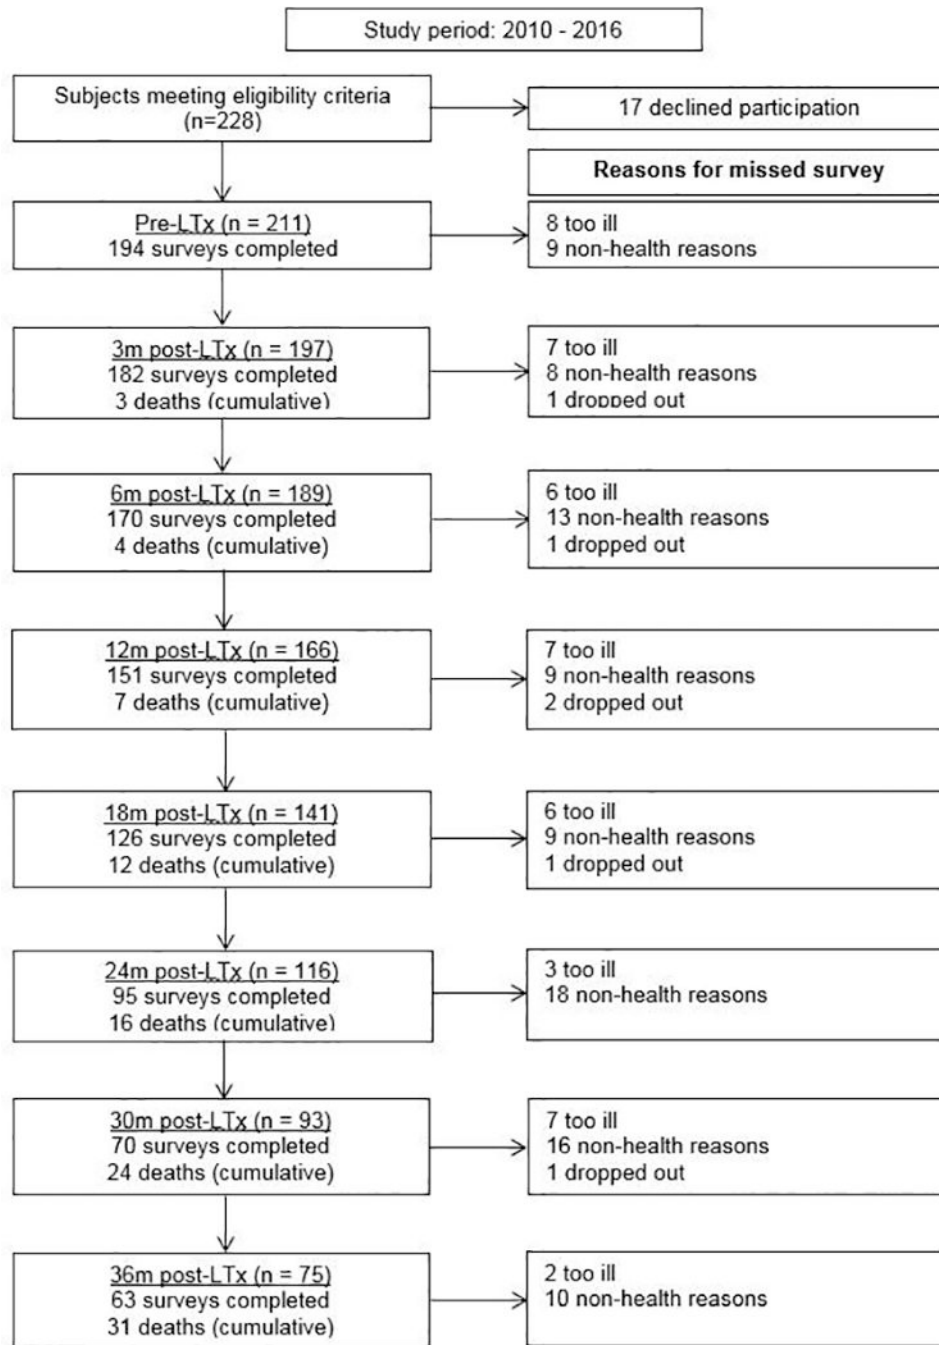 Study period: 2010 - 2016
Subjects meeting eligibility criteria
(n=228)
17 declined participation
Reasons for missed survey
Pre-LTx (n = 211)
194 surveys completed
8 too ill
9 non-health reasons
3m post-LTx (n = 197)
182 surveys completed
3 deaths (cumulative)
7 too ill
8 non-health reasons
1 dropped out
6m post-LTx (n = 189)
170 surveys completed
4 deaths (cumulative)
6 too ill
13 non-health reasons
1 dropped out
12m post-LTx (n = 166)
151 surveys completed
7 deaths (cumulative)
7 too ill
9 non-health reasons
2 dropped out
18m post-LTx (n = 141)
126 surveys completed
12 deaths (cumulative)
6 too ill
9 non-health reasons
1 dropped out
24m post-LTx (n = 116)
95 surveys completed
16 deaths (cumulative)
3 too ill
18 non-health reasons
30m post-LTx (n = 93)
70 surveys completed
24 deaths (cumulative)
7 too ill
16 non-health reasons
1 dropped out
36m post-LTx (n = 75)
63 surveys completed
31 deaths (cumulative)
2 too ill
10 non-health reasons